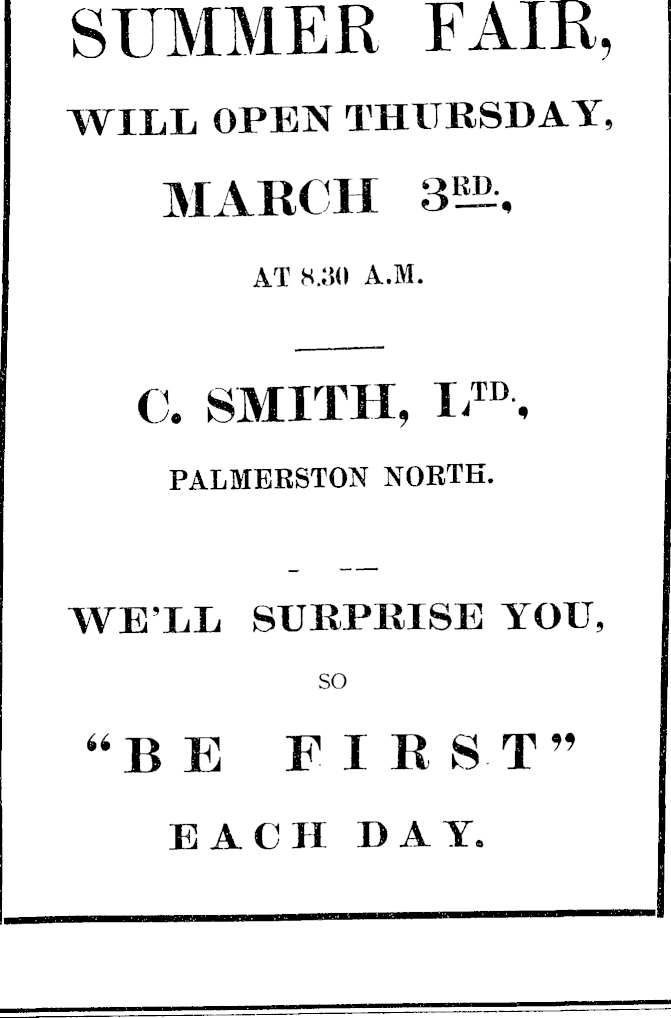 SUMMER FAIR,
WILL OPEN THURSDAY,
MARCH 3RD.,
AT 8.30 A.M.
C. SMITH, LTD.,
PALMERSTON NORTH.
WE'LL SURPRISE YOU,
SO
“BE FIRST”
EACH DAY.